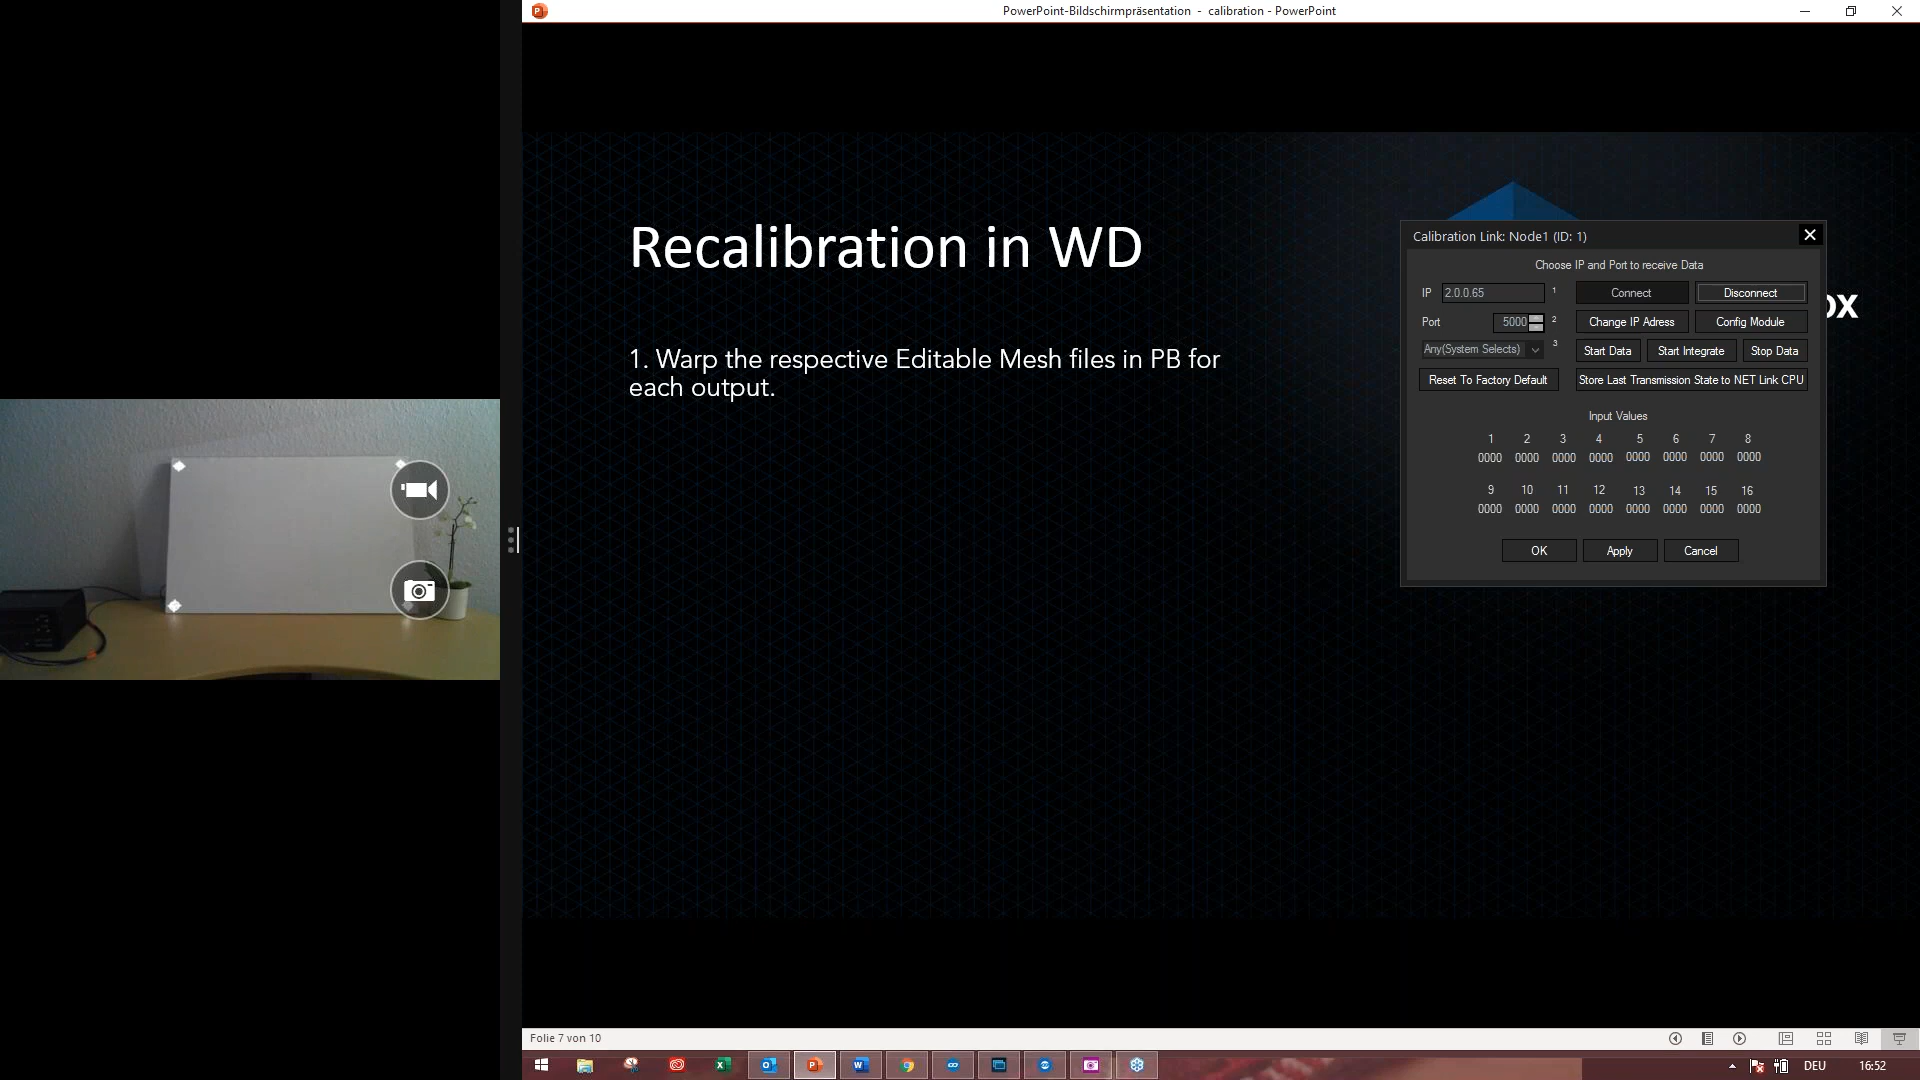 PowerPoint-Bildschirmpräsentation - calibration - PowerPoint
Recalibration in WD
1. Warp the respective Editable Mesh files in PB for
each output.
ox
Calibration Link: Node1 (ID: 1)
Choose IP and Port to receive Data
IP 2.0.0.65 1 Connect Disconnect
Port 5000 2 Change IP Adress Config Module
Any(System Selects) 3 Start Data Start Integrate Stop Data
Reset To Factory Default Store Last Transmission State to NET Link CPU
Input Values
1 2 3 4 5 6 7 8
0000 0000 0000 0000 0000 0000 0000 0000
9 10 11 12 13 14 15 16
0000 0000 0000 0000 0000 0000 0000 0000
OK Apply Cancel
Folie 7 von 10
DEU 16:52